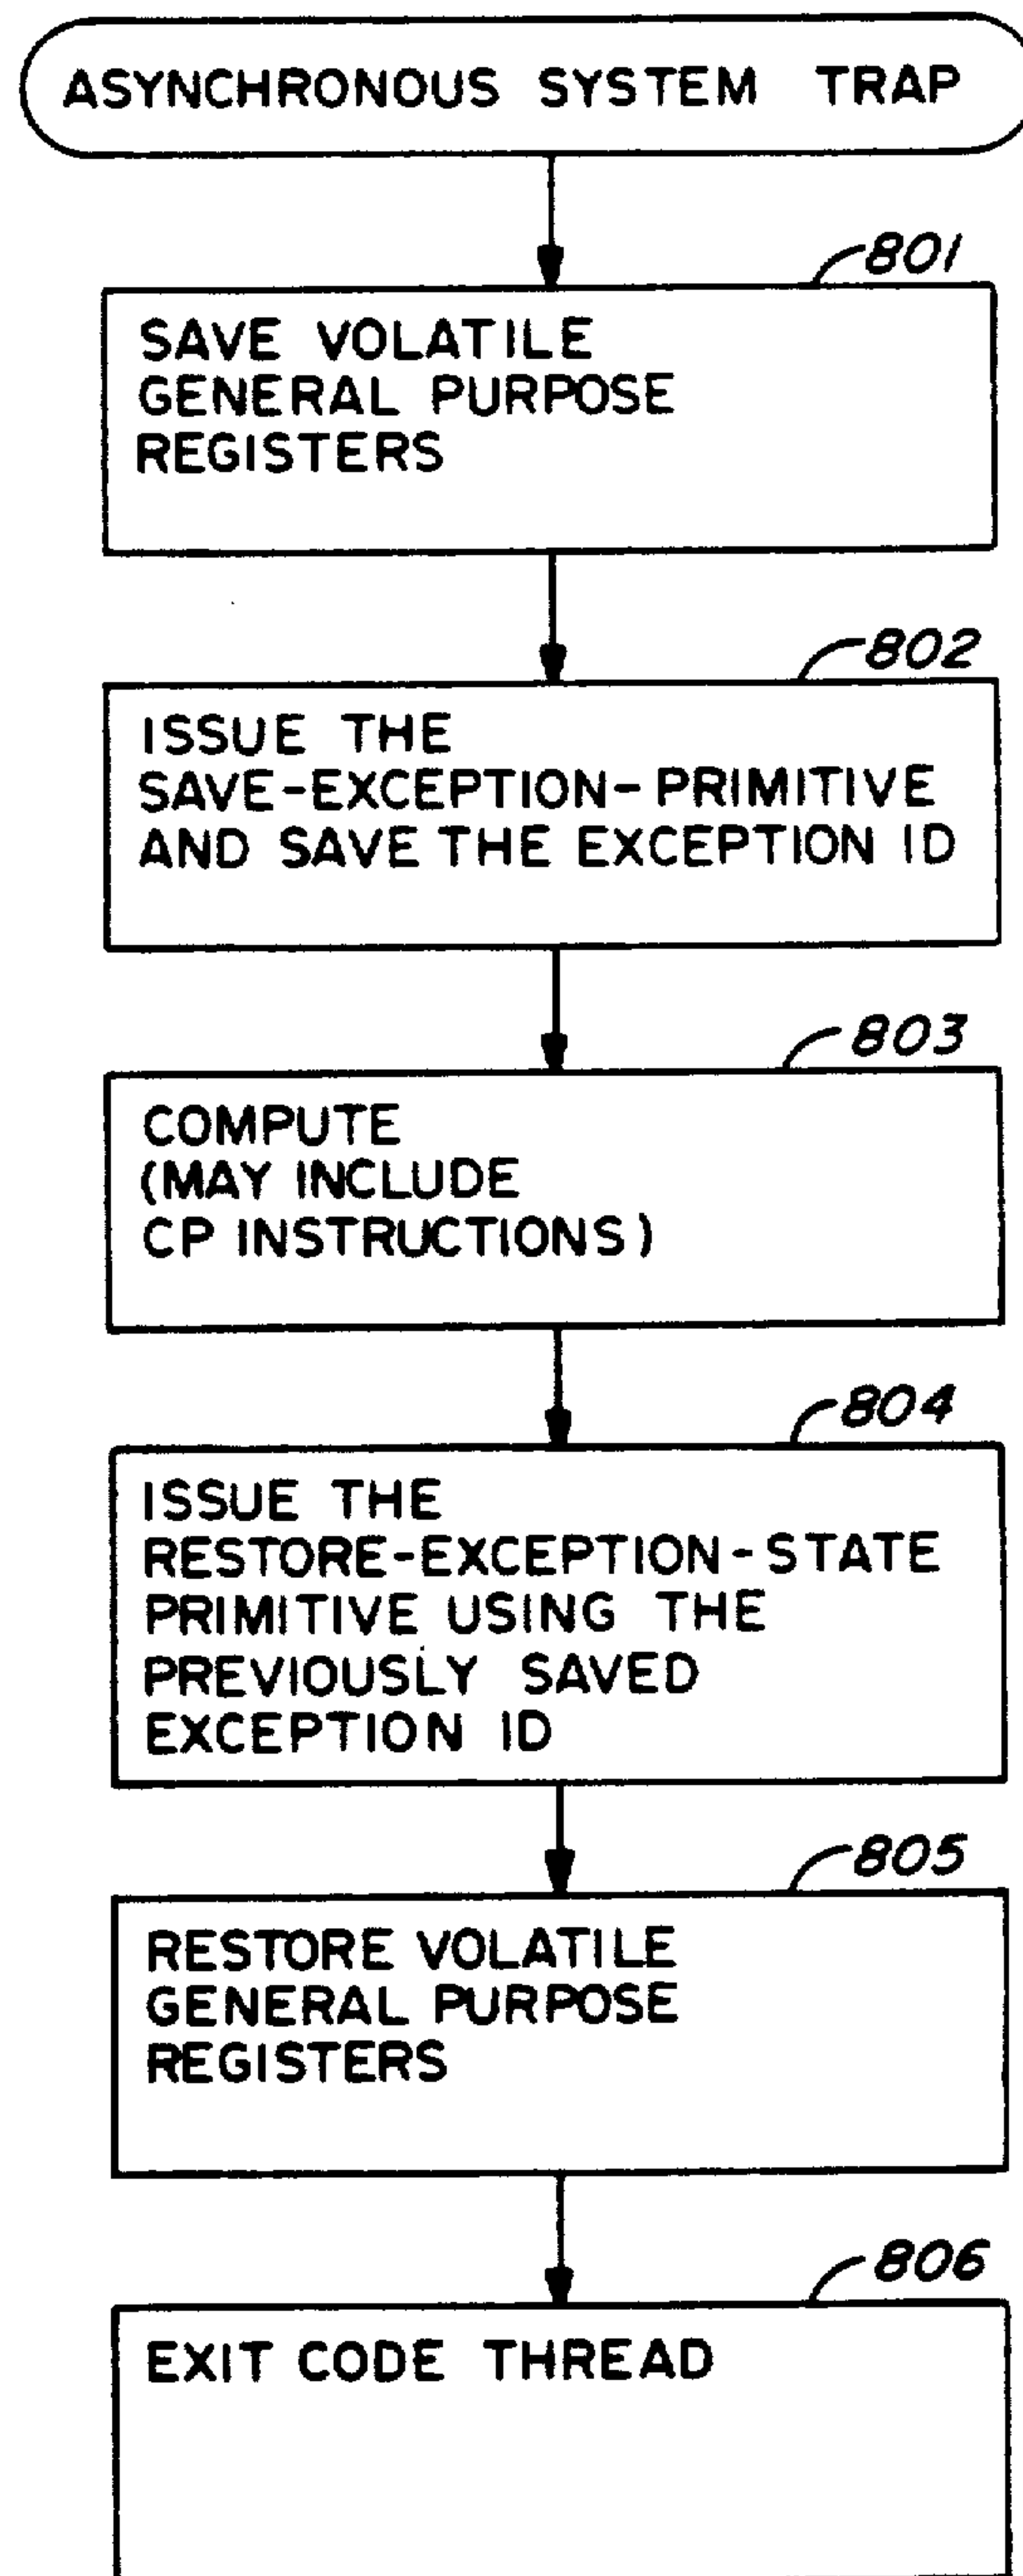 ASYNCHRONOUS SYSTEM TRAP
801
SAVE VOLATILE
GENERAL PURPOSE
REGISTERS
802
ISSUE THE
SAVE-EXCEPTION-PRIMITIVE
AND SAVE THE EXCEPTION ID
803
COMPUTE
(MAY INCLUDE
CP INSTRUCTIONS)
804
ISSUE THE
RESTORE-EXCEPTION-STATE
PRIMITIVE USING THE
PREVIOUSLY SAVED
EXCEPTION ID
805
RESTORE VOLATILE
GENERAL PURPOSE
REGISTERS
806
EXIT CODE THREAD